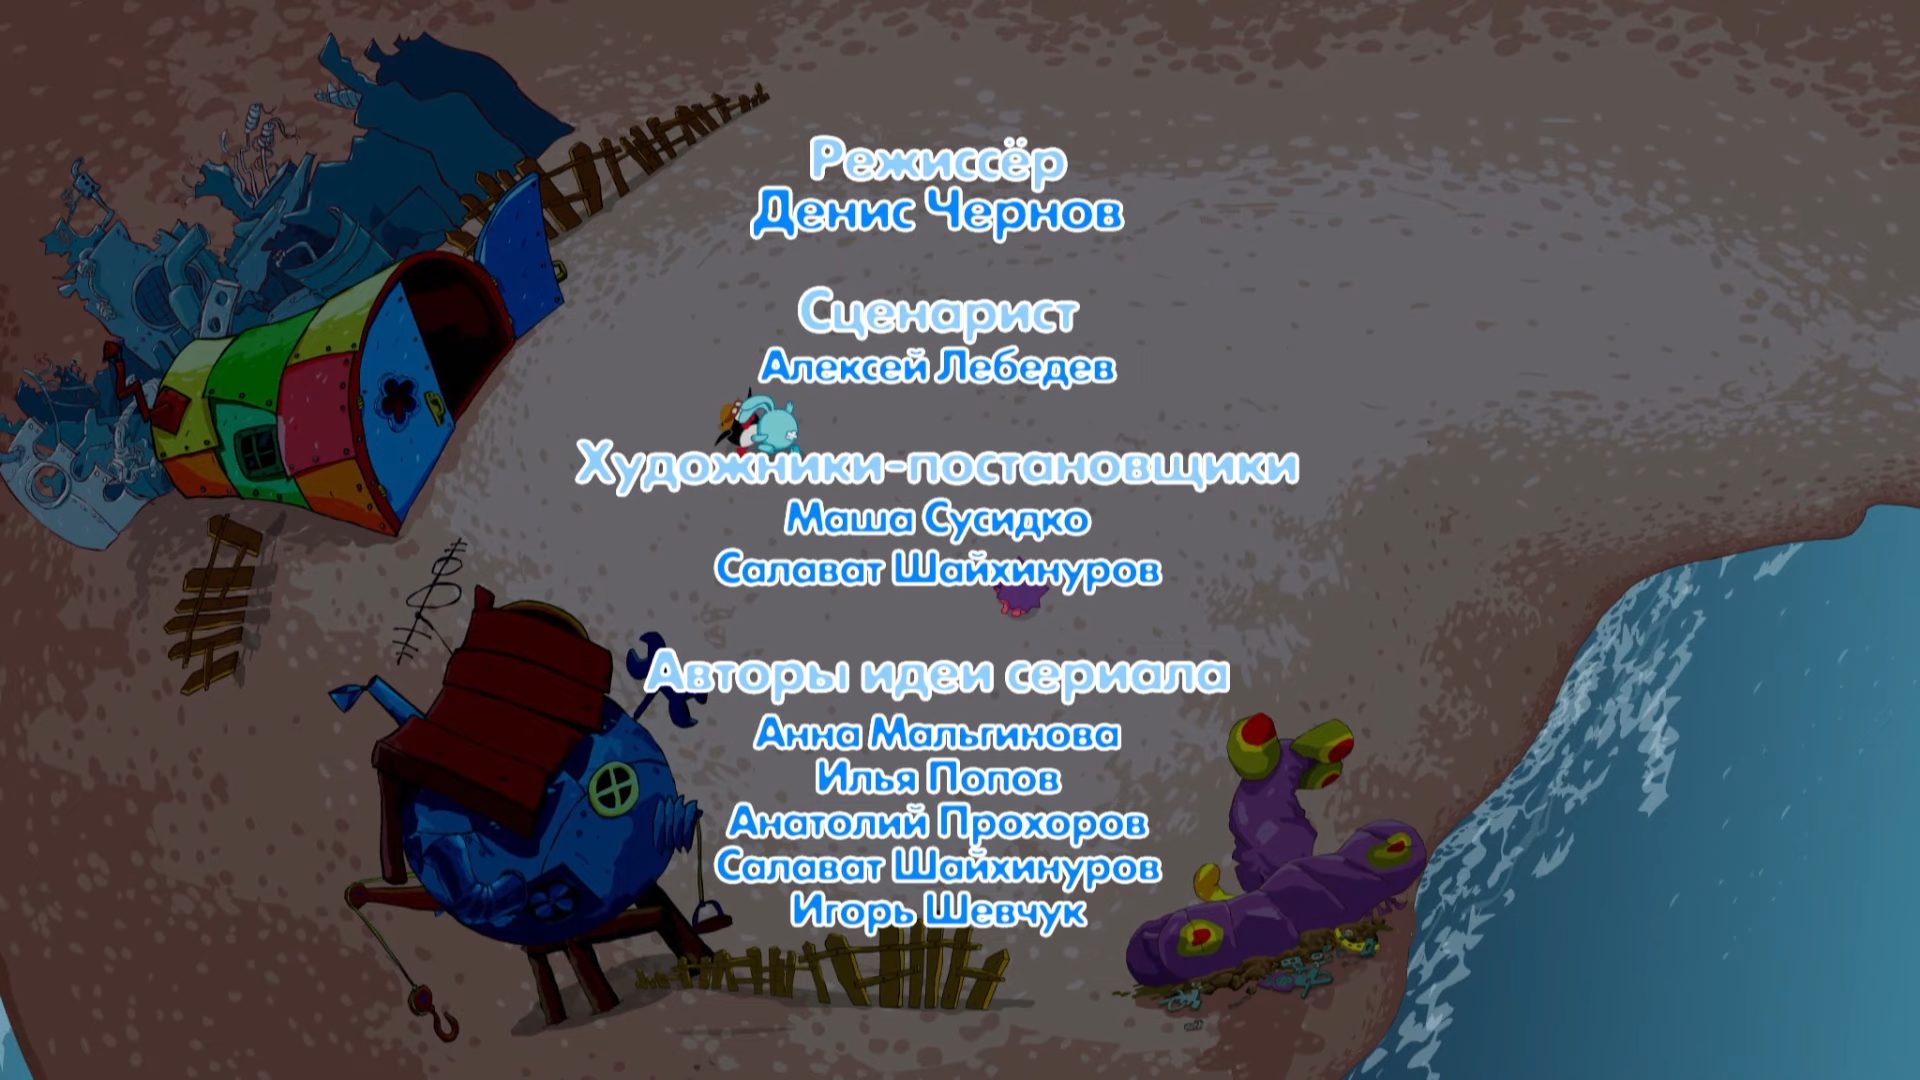 Режиссёр
Денис Чернов
Сценарист
Алексей Лебедев
Художники-постановщики
Маша Сусидко
Салават Шайхинуров
Авторы идеи сериала
Анна Мальгинова
Илья Попов
Анатолий Прохоров
Салават Шайхинуров
Игорь Шевчук